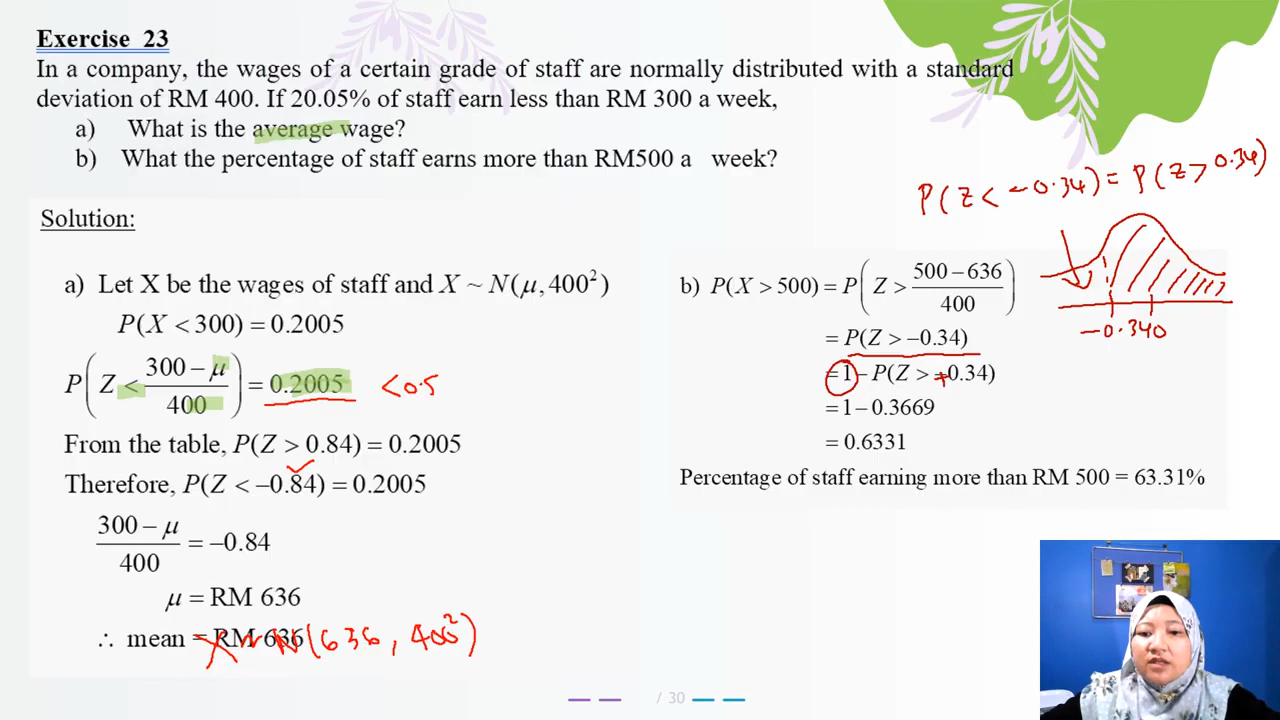 Exercise 23
In a company, the wages of a certain grade of staff are normally distributed with a standard
deviation of RM 400. If 20.05% of staff earn less than RM 300 a week,
a) What is the average wage?
b) What the percentage of staff earns more than RM500 a week?
Solution:
a) Let X be the wages of staff and X ~ N(μ, 400²)
P(X < 300) = 0.2005
P(Z < (300 − μ)/400) = 0.2005 < 0.5
From the table, P(Z > 0.84) = 0.2005
Therefore, P(Z < −0.84) = 0.2005
(300 − μ)/400 = −0.84
μ = RM 636
∴ mean = RM 636
X ~ N(636, 400²)
P(Z < −0.34) = P(Z > 0.34)
−0.34 0
b) P(X > 500) = P(Z > (500 − 636)/400)
= P(Z > −0.34)
= 1 − P(Z > +0.34)
= 1 − 0.3669
= 0.6331
Percentage of staff earning more than RM 500 = 63.31%
/ 30